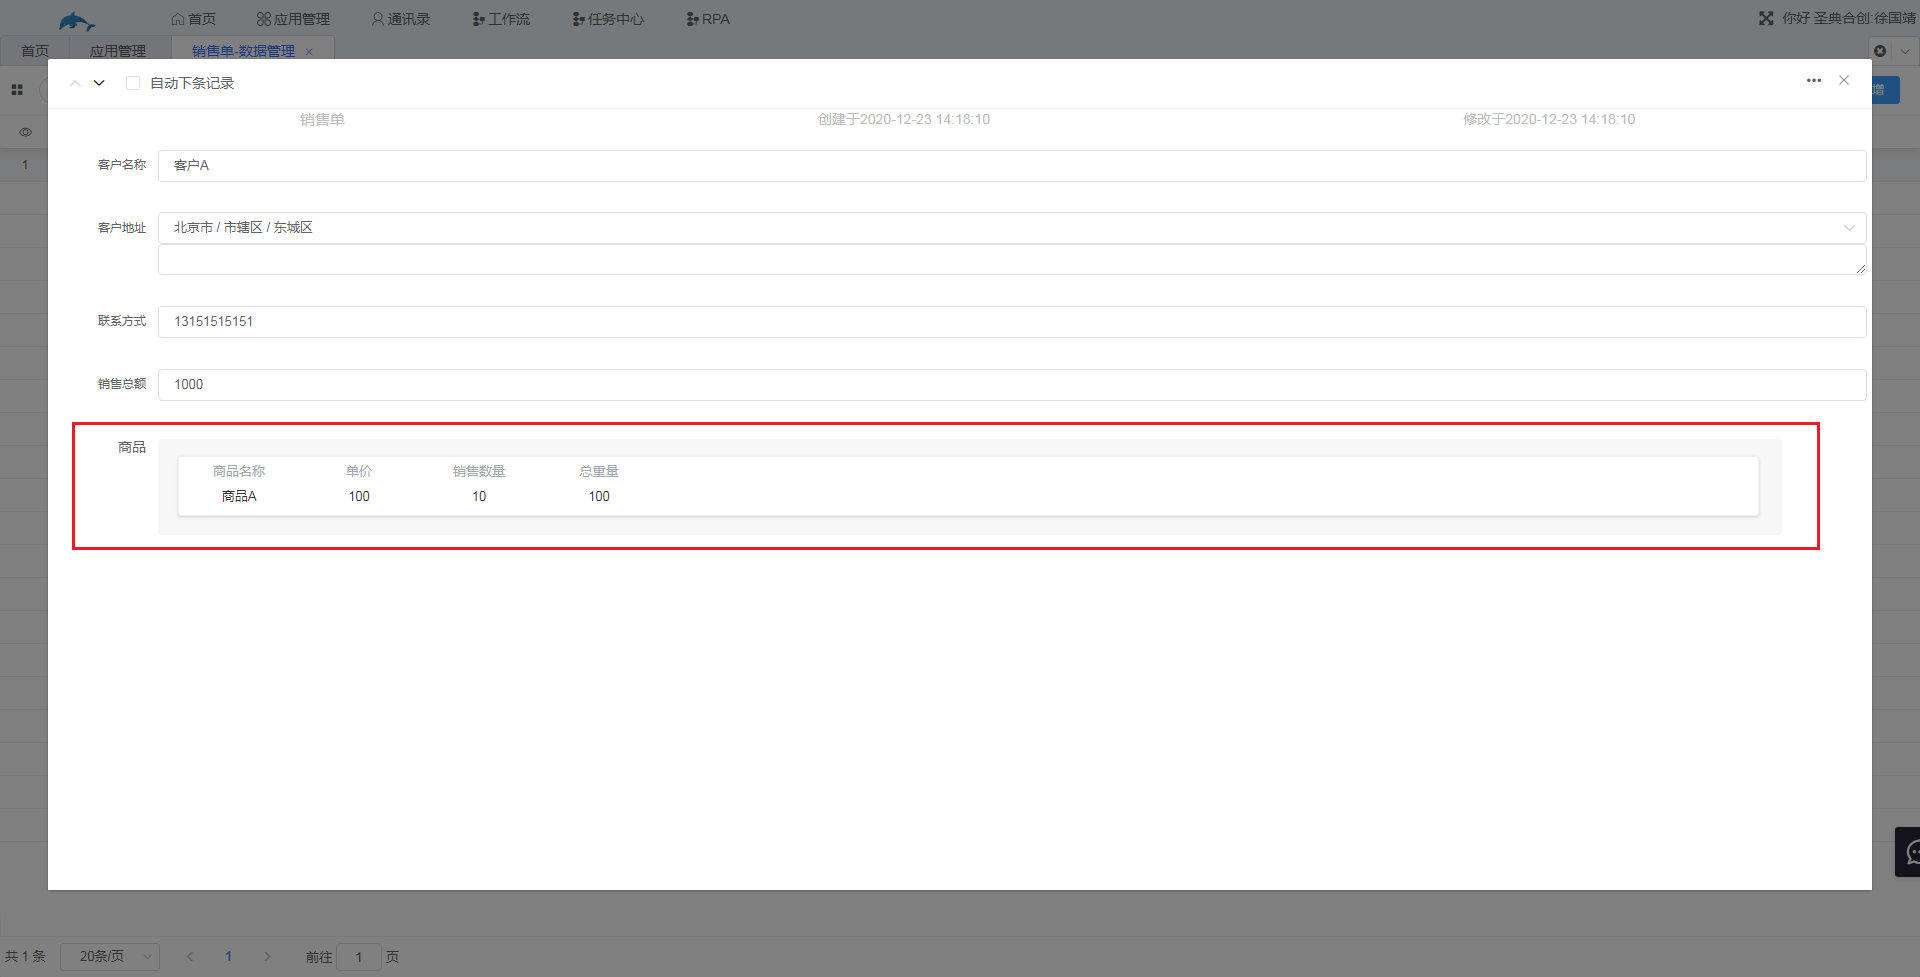 首页 应用管理 通讯录 工作流 任务中心 RPA 你好 圣典合创:徐国靖
首页 应用管理 销售单-数据管理 ×
自动下条记录
增
销售单 创建于2020-12-23 14:18:10 修改于2020-12-23 14:18:10
1
客户名称 客户A
客户地址 北京市 / 市辖区 / 东城区
联系方式 13151515151
销售总额 1000
商品
商品名称 单价 销售数量 总重量
商品A 100 10 100
共 1 条 20条/页 1 前往 1 页